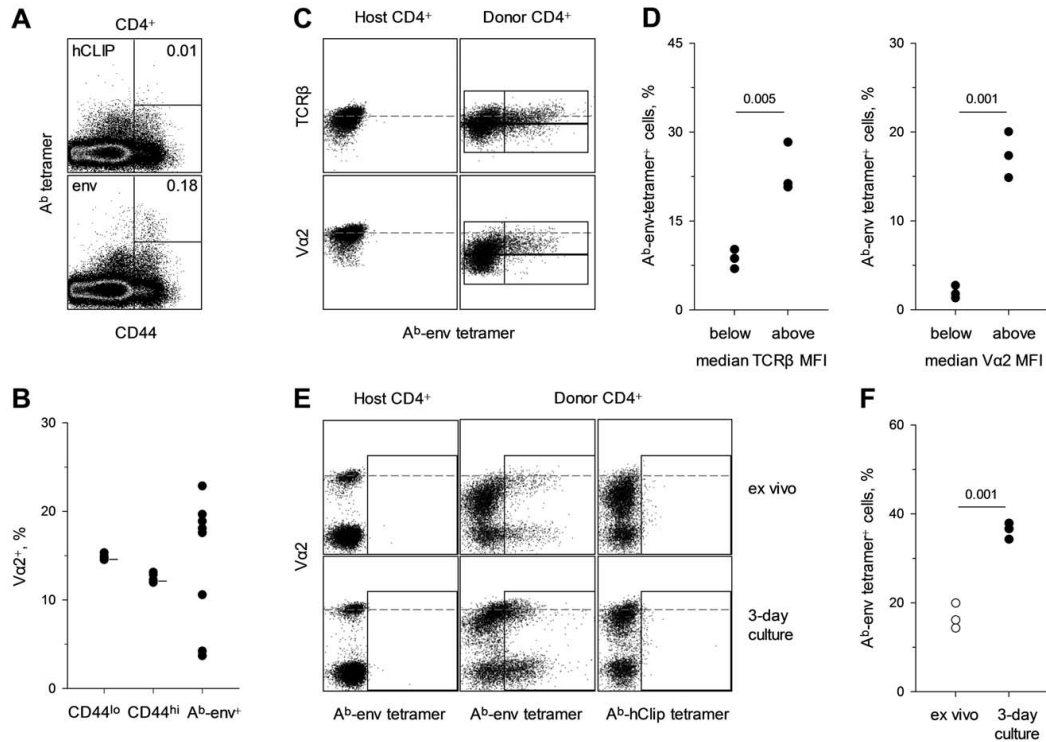 A
CD4⁺
hCLIP 0.01
env 0.18
Aᵇ tetramer
CD44
B
30
20
10
0
Vα2⁺, %
CD44ˡᵒ CD44ʰⁱ Aᵇ-env⁺
C
Host CD4⁺ Donor CD4⁺
TCRβ
Vα2
Aᵇ-env tetramer
D
45
30
15
0
Aᵇ-env-tetramer⁺ cells, %
0.005
below above
median TCRβ MFI
30
20
10
0
Aᵇ-env tetramer⁺ cells, %
0.001
below above
median Vα2 MFI
E
Host CD4⁺ Donor CD4⁺
ex vivo
Vα2
3-day
culture
Aᵇ-env tetramer Aᵇ-env tetramer Aᵇ-hClip tetramer
F
60
40
20
0
Aᵇ-env tetramer⁺ cells, %
0.001
ex vivo 3-day
culture